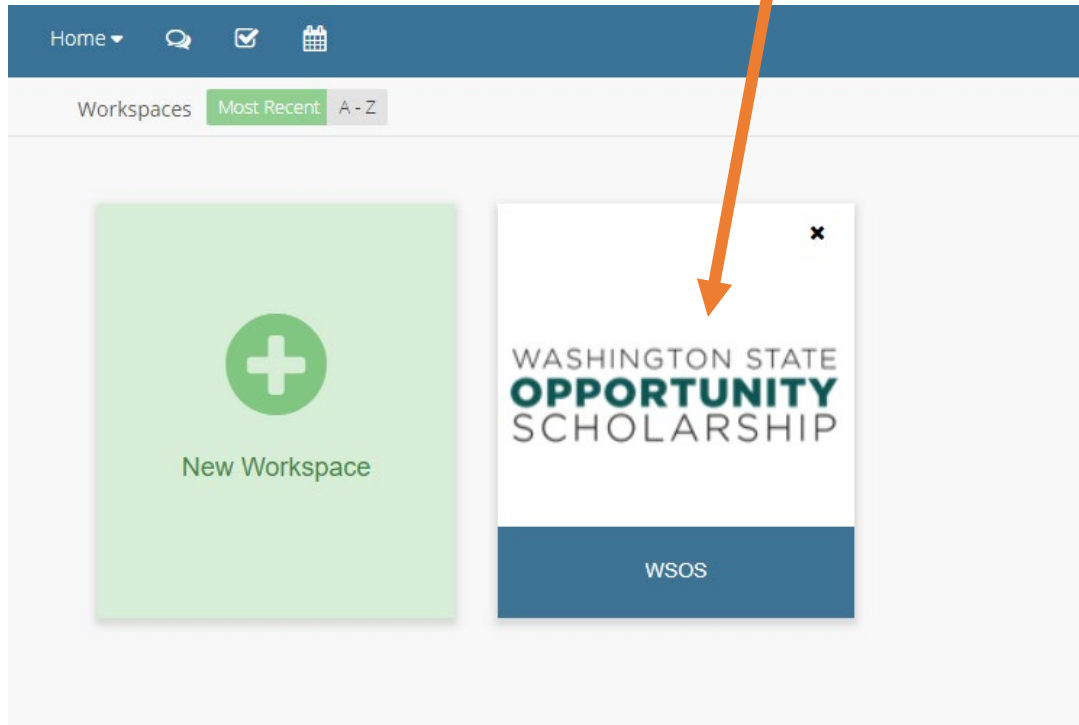 Home
Workspaces Most Recent A - Z
New Workspace
WASHINGTON STATE
OPPORTUNITY
SCHOLARSHIP
WSOS